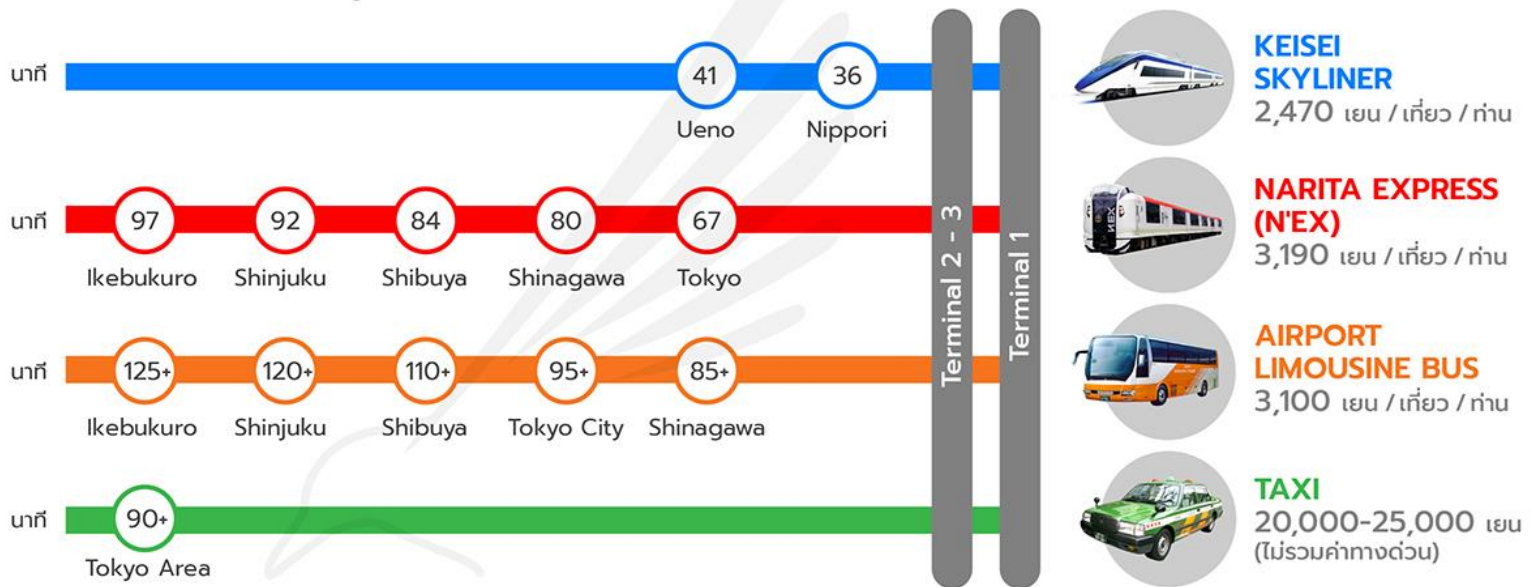 นาที
41
36
Ueno
Nippori
KEISEI
SKYLINER
2,470 เยน / เที่ยว / ท่าน
นาที
97
92
84
80
67
Ikebukuro
Shinjuku
Shibuya
Shinagawa
Tokyo
NARITA EXPRESS
(N'EX)
3,190 เยน / เที่ยว / ท่าน
N'EX
นาที
125+
120+
110+
95+
85+
Ikebukuro
Shinjuku
Shibuya
Tokyo City
Shinagawa
AIRPORT
LIMOUSINE BUS
3,100 เยน / เที่ยว / ท่าน
นาที
90+
Tokyo Area
TAXI
20,000-25,000 เยน
(ไม่รวมค่าทางด่วน)
Terminal 2 - 3
Terminal 1